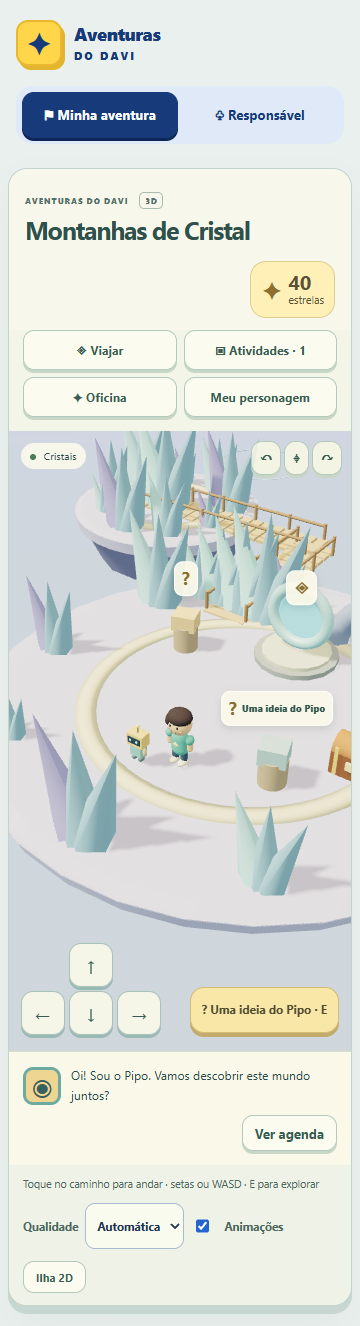 Aventuras
DO DAVI
Minha aventura
Responsável
AVENTURAS DO DAVI 3D
Montanhas de Cristal
40
estrelas
Viajar
Atividades · 1
Oficina
Meu personagem
Cristais
?
? Uma ideia do Pipo
↑
← ↓ →
? Uma ideia do Pipo · E
Oi! Sou o Pipo. Vamos descobrir este mundo
juntos?
Ver agenda
Toque no caminho para andar · setas ou WASD · E para explorar
Qualidade Automática Animações
Ilha 2D